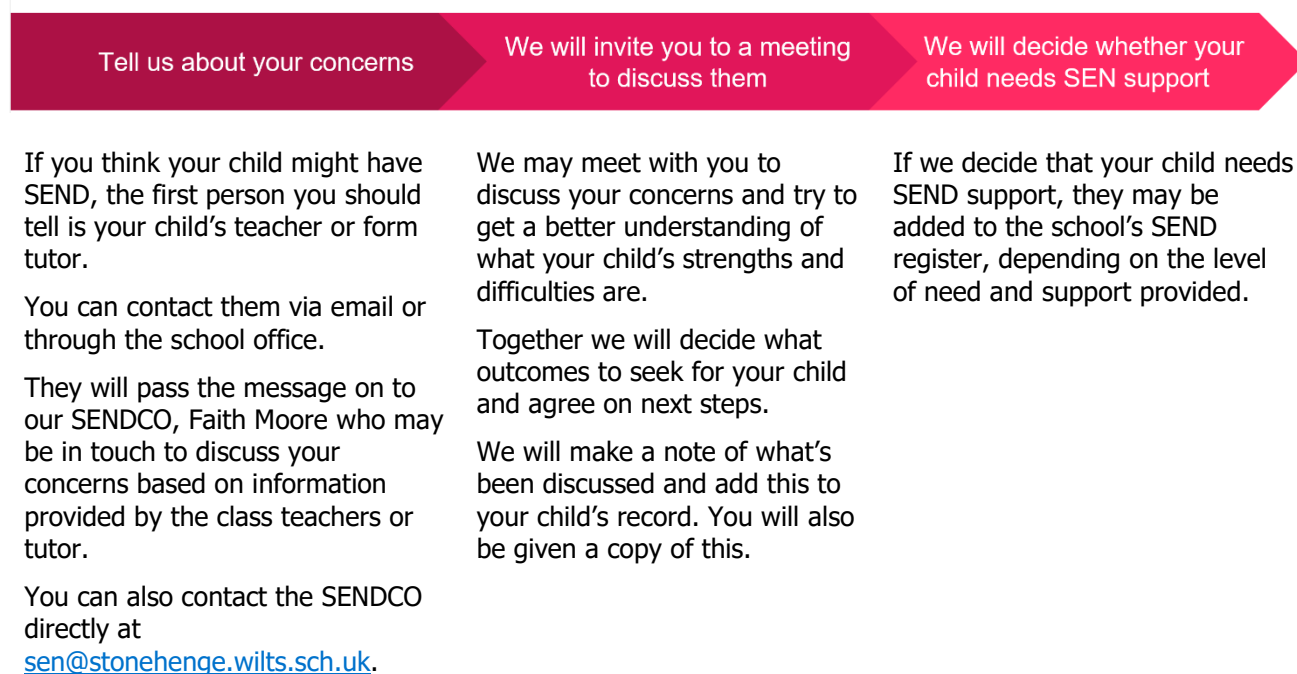 Tell us about your concerns
We will invite you to a meeting
to discuss them
We will decide whether your
child needs SEN support
If you think your child might have
SEND, the first person you should
tell is your child’s teacher or form
tutor.
You can contact them via email or
through the school office.
They will pass the message on to
our SENDCO, Faith Moore who may
be in touch to discuss your
concerns based on information
provided by the class teachers or
tutor.
You can also contact the SENDCO
directly at
sen@stonehenge.wilts.sch.uk.
We may meet with you to
discuss your concerns and try to
get a better understanding of
what your child’s strengths and
difficulties are.
Together we will decide what
outcomes to seek for your child
and agree on next steps.
We will make a note of what’s
been discussed and add this to
your child’s record. You will also
be given a copy of this.
If we decide that your child needs
SEND support, they may be
added to the school’s SEND
register, depending on the level
of need and support provided.